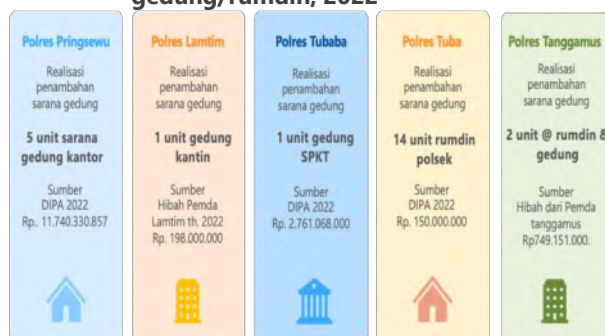 gedung/rumdin, 2022
Polres Pringsewu
Realisasi
penambahan
sarana gedung
5 unit sarana
gedung kantor
Sumber
DIPA 2022
Rp.. 11.740.330.857
Polres Lamtim
Realisasi
penambahan
sarana gedung
1 unit gedung
kantin
Sumber
Hibah Pemda
Lamtim th. 2022
Rp. 198.000.000
Polres Tubaba
Realisasi
penambahan
sarana gedung
1 unit gedung
SPKT
Sumber
DIPA 2022
Rp. 2.761.068.000
Polres Tuba
Realisasi
penambahan
sarana gedung
14 unit rumdin
polsek
Sumber
DIPA 2022
Rp. 150.000.000
Polres Tanggamus
Realisasi
penambahan
sarana gedung
2 unit @ rumdin &
gedung
Sumber
Hibah dari Pemda
tanggamus
Rp749.151.000.